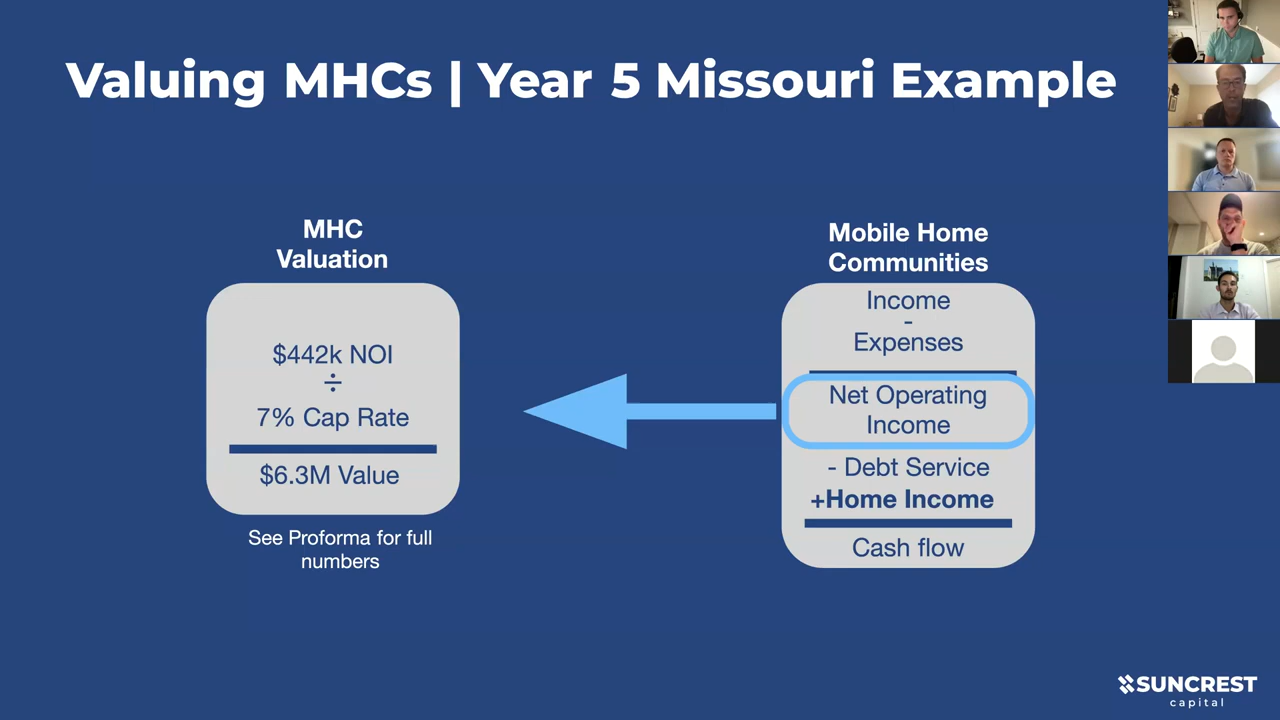 Valuing MHCs | Year 5 Missouri Example
MHC
Valuation
$442k NOI
÷
7% Cap Rate
$6.3M Value
See Proforma for full
numbers
Mobile Home
Communities
Income
-
Expenses
Net Operating
Income
- Debt Service
+Home Income
Cash flow
SUNCREST
capital